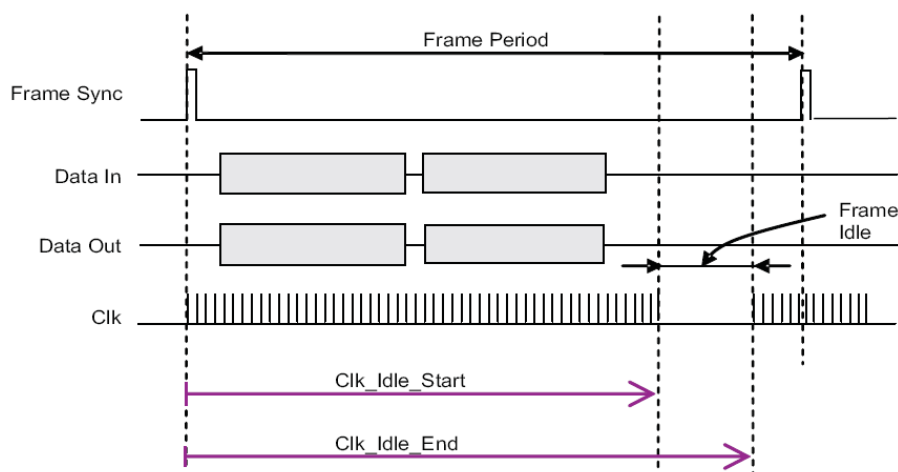 Frame Period
Frame Sync
Data In
Data Out
Frame
Idle
Clk
Clk_Idle_Start
Clk_Idle_End